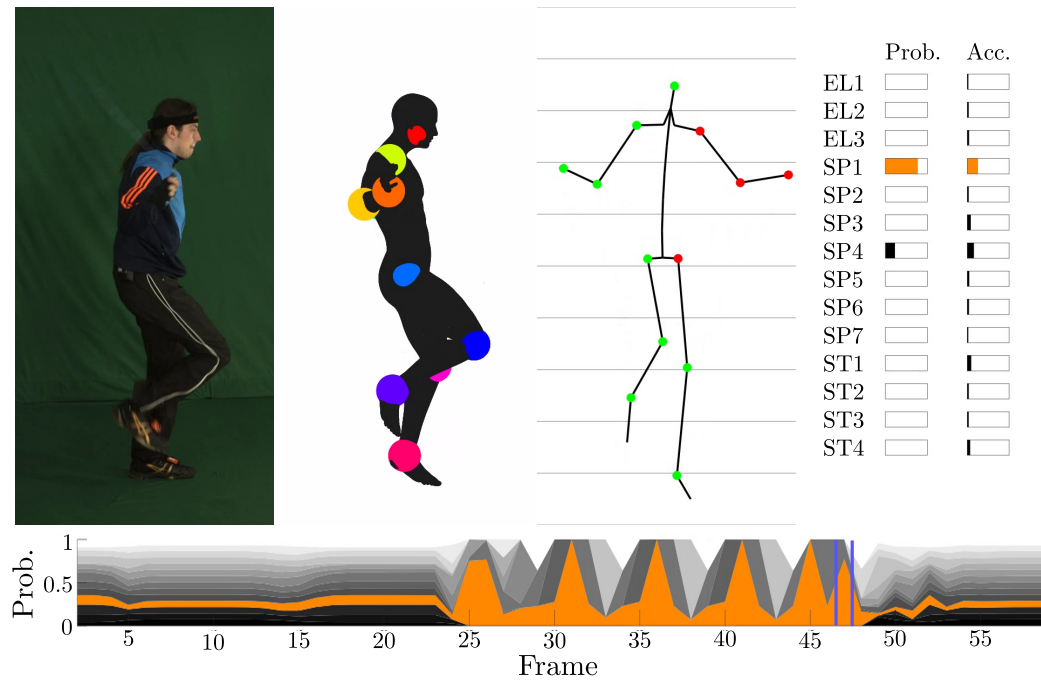 Prob. Acc.
EL1
EL2
EL3
SP1
SP2
SP3
SP4
SP5
SP6
SP7
ST1
ST2
ST3
ST4
Prob.
1
0.5
0
5 10 15 20 25 30 35 40 45 50 55
Frame